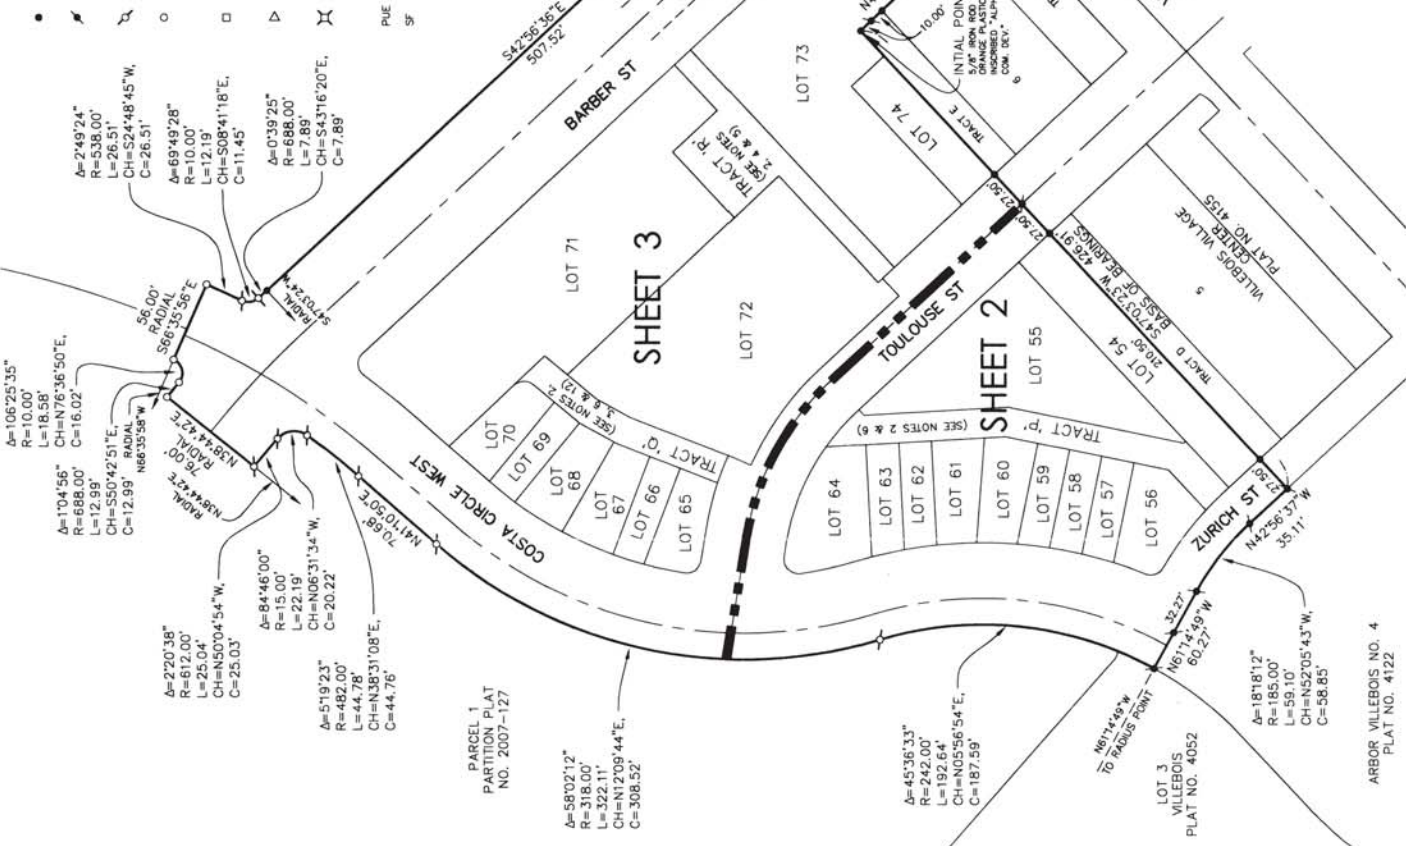 PUE
SF
Δ=2°49'24"
R=538.00'
L=26.51'
CH=S24°48'45"W,
C=26.51'
Δ=69°49'28"
R=10.00'
L=12.19'
CH=S08°41'18"E,
C=11.45'
Δ=0°39'25"
R=688.00'
L=7.89'
CH=S43°16'20"E,
C=7.89'
S42°56'36"E
507.52'
BARBER ST
Δ=106°25'35"
R=10.00'
L=18.58'
CH=N76°36'50"E,
C=16.02'
Δ=1°04'56"
R=688.00'
L=12.99'
CH=S50°42'51"E,
C=12.99'
RADIAL
N66°35'58"W
56.00'
RADIAL
S66°35'56"E
S47°03'24"W
RADIAL
N38°44'42"E
RADIAL
76.00'
N38°44'42"E
RADIAL
Δ=2°20'38"
R=612.00'
L=25.04'
CH=N50°04'54"W,
C=25.03'
Δ=84°46'00"
R=15.00'
L=22.19'
CH=N06°31'34"W,
C=20.22'
Δ=5°19'23"
R=482.00'
L=44.78'
CH=N38°31'08"E,
C=44.76'
N41°10'50"E
70.68'
COSTA CIRCLE WEST
PARCEL 1
PARTITION PLAT
NO. 2007-127
Δ=58°02'12"
R=318.00'
L=322.11'
CH=N12°09'44"E,
C=308.52'
Δ=45°36'33"
R=242.00'
L=192.64'
CH=N05°56'54"E,
C=187.59'
LOT 73
LOT 71
SHEET 3
LOT 72
TRACT 'R'
(SEE NOTES
2, 4 & 5)
LOT
70
LOT 69
LOT
68
LOT
67
LOT 66
LOT 65
TRACT 'Q'
(SEE NOTES 2,
3, 6 & 12)
TOULOUSE ST
10.00'
INTIAL POIN
5/8" IRON ROD
ORANGE PLASTIC
INSCRIBED "ALPH
COM. DEV."
6
LOT 74
TRACT E
27.50'
27.50'
426.91'
S47°03'23"W
BASIS OF BEARINGS
210.50'
SHEET 2
LOT 55
LOT 54
TRACT D
LOT 64
LOT 63
LOT 62
LOT 61
LOT 60
LOT 59
LOT 58
LOT 57
LOT 56
TRACT 'P'
(SEE NOTES 2 & 6)
5
VILLEBOIS VILLAGE
CENTER
PLAT NO. 4155
ZURICH ST
27.50'
N42°56'37"W
35.11'
32.27'
N61°14'49"W
60.27'
N61°14'49"W
TO RADIUS POINT
Δ=18°18'12"
R=185.00'
L=59.10'
CH=N52°05'43"W,
C=58.85'
LOT 3
VILLEBOIS
PLAT NO. 4052
ARBOR VILLEBOIS NO. 4
PLAT NO. 4122